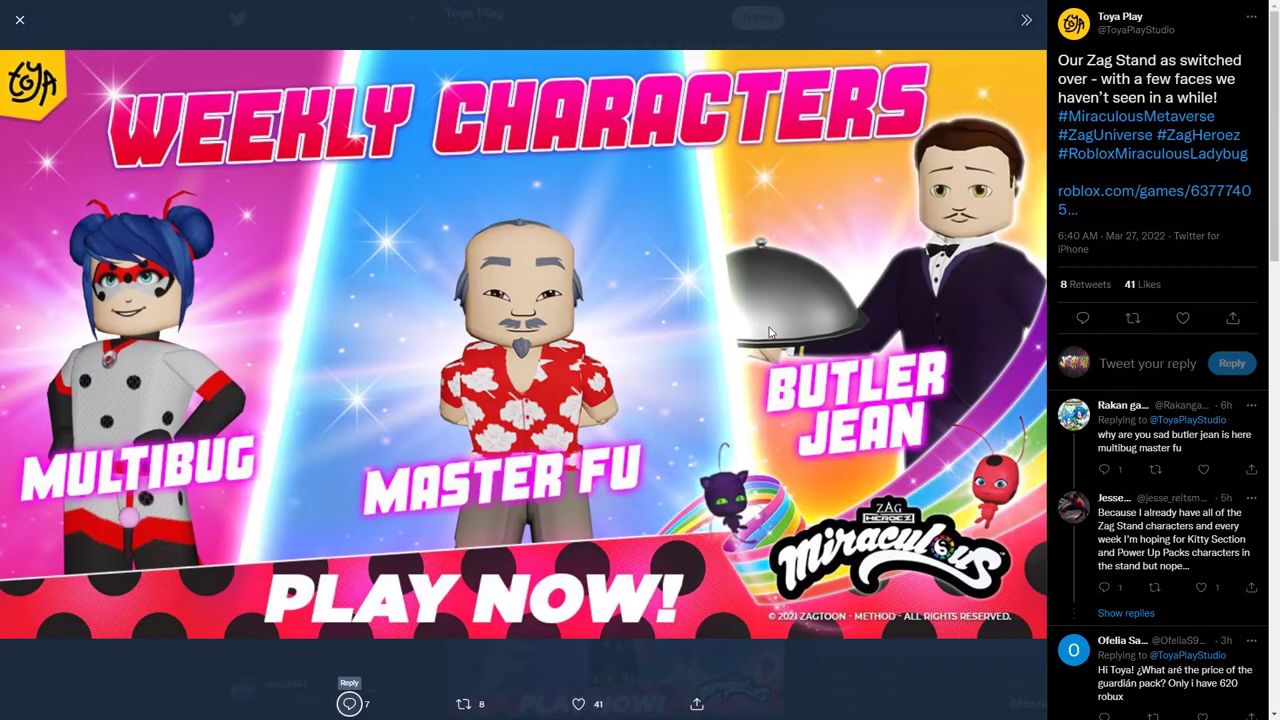 toya
WEEKLY CHARACTERS
MULTIBUG
MASTER FU
BUTLER
JEAN
ZAG
HEROEZ
Miraculous
PLAY NOW!
© 2021 ZAGTOON - METHOD - ALL RIGHTS RESERVED.
Reply
7
8
41
Toya Play
@ToyaPlayStudio
Our Zag Stand as switched
over - with a few faces we
haven't seen in a while!
#MiraculousMetaverse
#ZagUniverse #ZagHeroez
#RobloxMiraculousLadybug
roblox.com/games/6377740
5…
6:40 AM · Mar 27, 2022 · Twitter for
iPhone
8 Retweets 41 Likes
Tweet your reply
Reply
Rakan ga... @Rakanga... · 6h
Replying to @ToyaPlayStudio
why are you sad butler jean is here
multibug master fu
1
Jesse... @jesse_reitsm... · 5h
Because I already have all of the
Zag Stand characters and every
week I'm hoping for Kitty Section
and Power Up Packs characters in
the stand but nope...
1 1
Show replies
O
Ofelia Sa... @OfeliaS9... · 3h
Replying to @ToyaPlayStudio
Hi Toya! ¿What aré the price of the
guardián pack? Only i have 620
robux